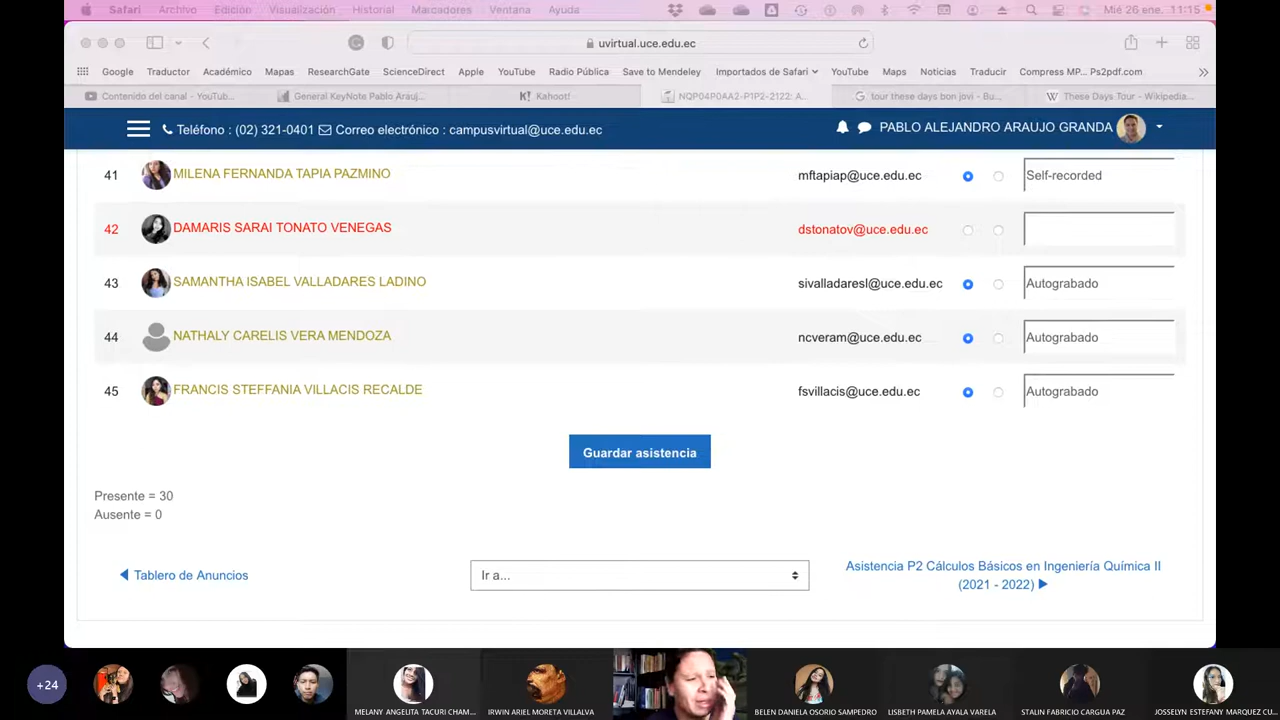 Safari Archivo Edición Visualización Historial Marcadores Ventana Ayuda Mié 26 ene. 11:15
uvirtual.uce.edu.ec
Google Traductor Académico Mapas ResearchGate ScienceDirect Apple YouTube Radio Pública Save to Mendeley Importados de Safari YouTube Maps Noticias Traducir Compress MP... Ps2pdf.com
Contenido del canal - YouTub... General KeyNote Pablo Arauj... Kahoot! NQP04P0AA2-P1P2-2122: A... tour these days bon jovi - Bu... These Days Tour - Wikipedia...
Teléfono : (02) 321-0401 Correo electrónico : campusvirtual@uce.edu.ec PABLO ALEJANDRO ARAUJO GRANDA
41 MILENA FERNANDA TAPIA PAZMINO mftapiap@uce.edu.ec Self-recorded
42 DAMARIS SARAI TONATO VENEGAS dstonatov@uce.edu.ec
43 SAMANTHA ISABEL VALLADARES LADINO sivalladaresl@uce.edu.ec Autograbado
44 NATHALY CARELIS VERA MENDOZA ncveram@uce.edu.ec Autograbado
45 FRANCIS STEFFANIA VILLACIS RECALDE fsvillacis@uce.edu.ec Autograbado
Guardar asistencia
Presente = 30
Ausente = 0
Tablero de Anuncios
Ir a...
Asistencia P2 Cálculos Básicos en Ingeniería Química II
(2021 - 2022)
+24
MELANY ANGELITA TACURI CHAM... IRWIN ARIEL MORETA VILLALVA BELEN DANIELA OSORIO SAMPEDRO LISBETH PAMELA AYALA VARELA STALIN FABRICIO CARGUA PAZ JOSSELYN ESTEFANY MARQUEZ CU...